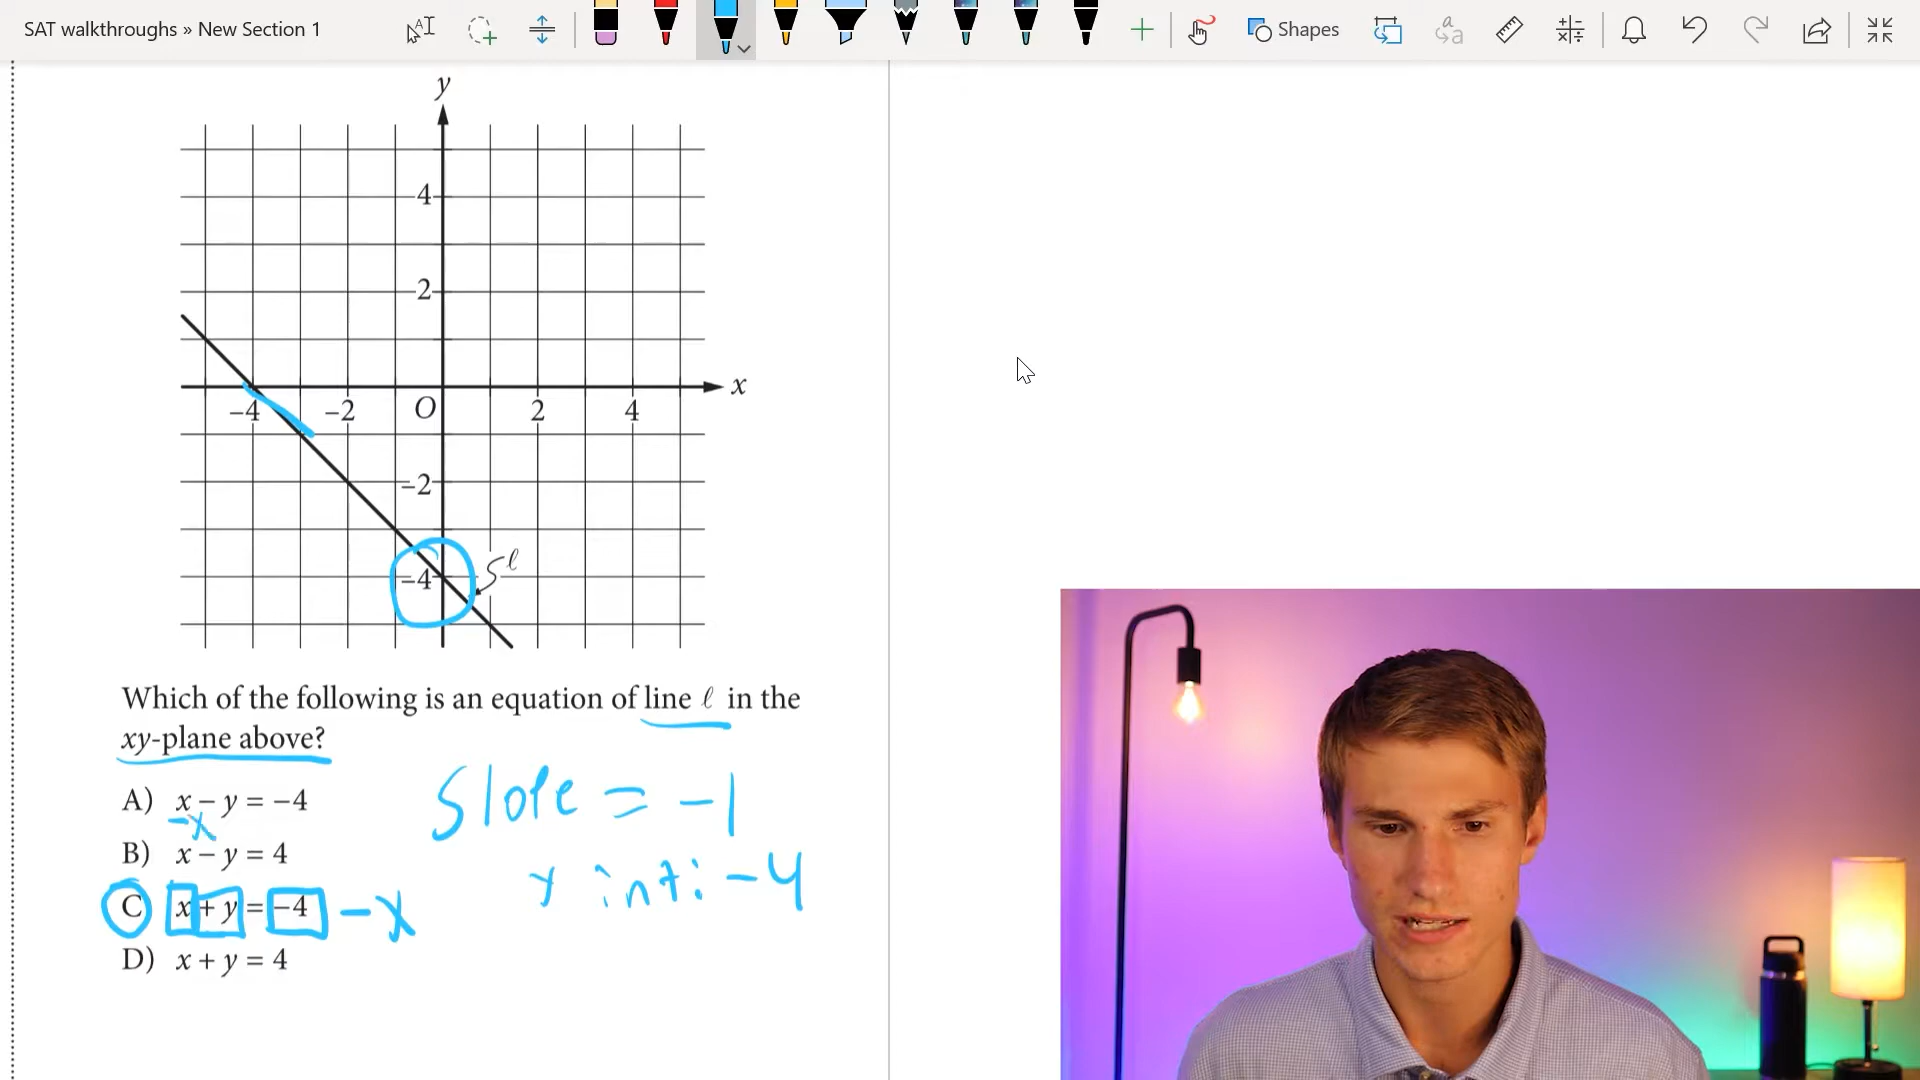 SAT walkthroughs » New Section 1
Shapes
y
4
2
x
−4 −2 O 2 4
−2
−4
ℓ
Which of the following is an equation of line ℓ in the
xy-plane above?
A) x − y = −4
−x
B) x − y = 4
C x + y = −4 −x
D) x + y = 4
Slope = −1
y int: −4